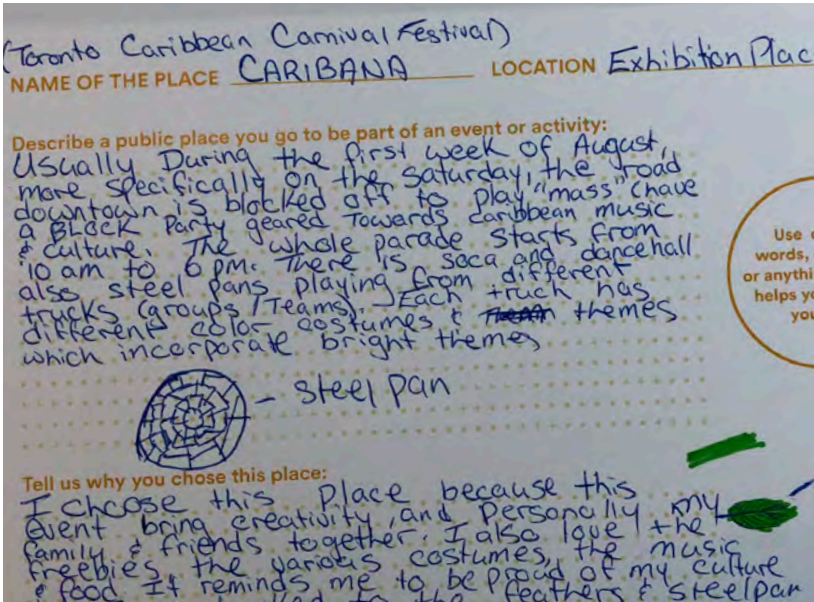 (Toronto Caribbean Carnival Festival)
NAME OF THE PLACE CARIBANA LOCATION Exhibition Plac
Describe a public place you go to be part of an event or activity:
Usually During the first week of August,
more specifically on the Saturday, the road
downtown is blocked off to play "mass" (have
a BLOCK Party geared Towards caribbean music
& culture. The whole parade starts from
10 am to 6 pm. There is soca and dancehall
also steel pans playing from different
trucks (groups / Teams). Each truck has
different color costumes & themes
which incorporate bright themes
Use
words,
or anythi
helps yo
you
steel pan
Tell us why you chose this place:
I choose this place because this
event bring creativity, and personally my
family & friends together. I also love the
freebies, the various costumes, the music
& food. It reminds me to be proud of my culture
to the feathers & steelpan